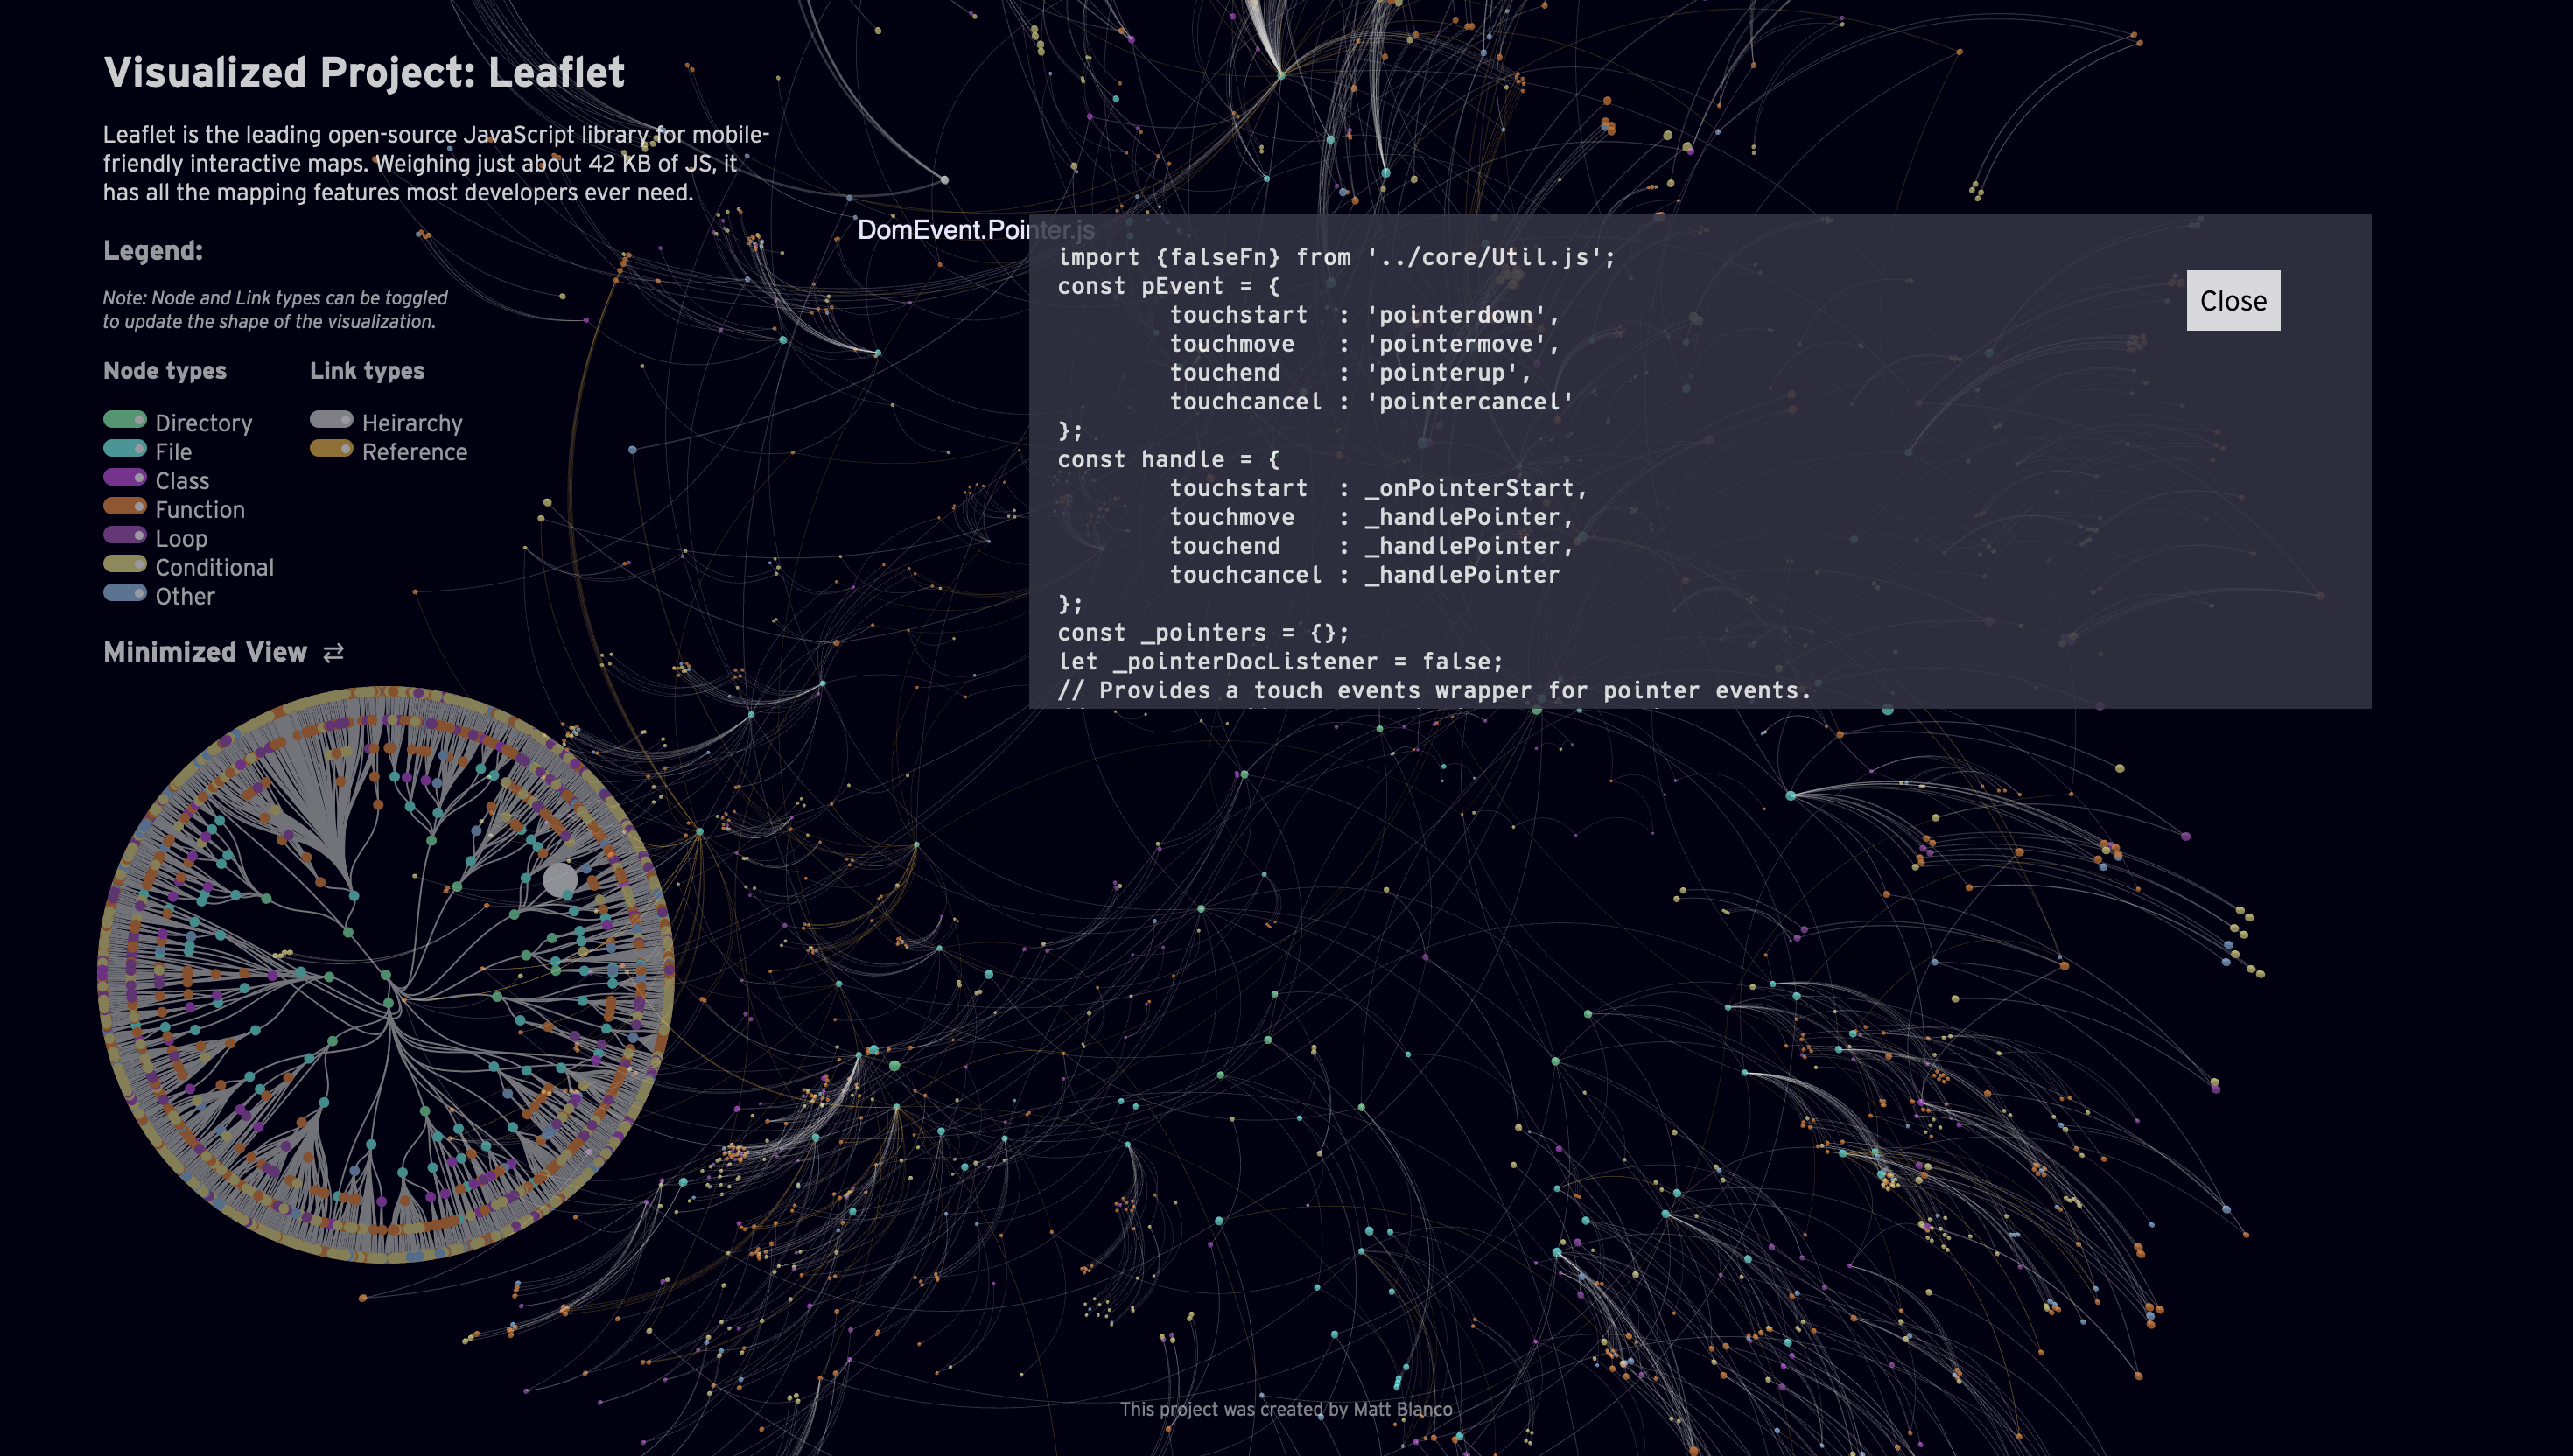 Visualized Project: Leaflet
Leaflet is the leading open-source JavaScript library for mobile-
friendly interactive maps. Weighing just about 42 KB of JS, it
has all the mapping features most developers ever need.
Legend:
Note: Node and Link types can be toggled
to update the shape of the visualization.
Node types
Directory
File
Class
Function
Loop
Conditional
Other
Link types
Heirarchy
Reference
Minimized View ⇄
DomEvent.Pointer.js
import {falseFn} from '../core/Util.js';
const pEvent = {
touchstart : 'pointerdown',
touchmove : 'pointermove',
touchend : 'pointerup',
touchcancel : 'pointercancel'
};
const handle = {
touchstart : _onPointerStart,
touchmove : _handlePointer,
touchend : _handlePointer,
touchcancel : _handlePointer
};
const _pointers = {};
let _pointerDocListener = false;
// Provides a touch events wrapper for pointer events.
Close
This project was created by Matt Blanco